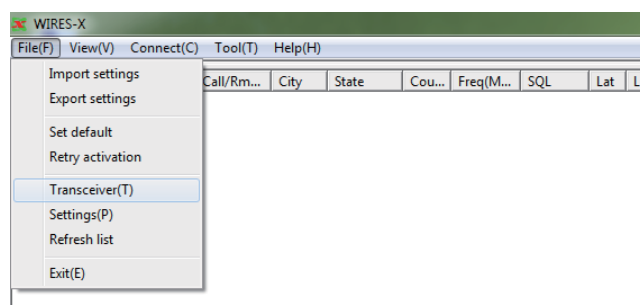 WIRES-X
File(F) View(V) Connect(C) Tool(T) Help(H)
Call/Rm... City State Cou... Freq(M... SQL Lat L
Import settings
Export settings
Set default
Retry activation
Transceiver(T)
Settings(P)
Refresh list
Exit(E)